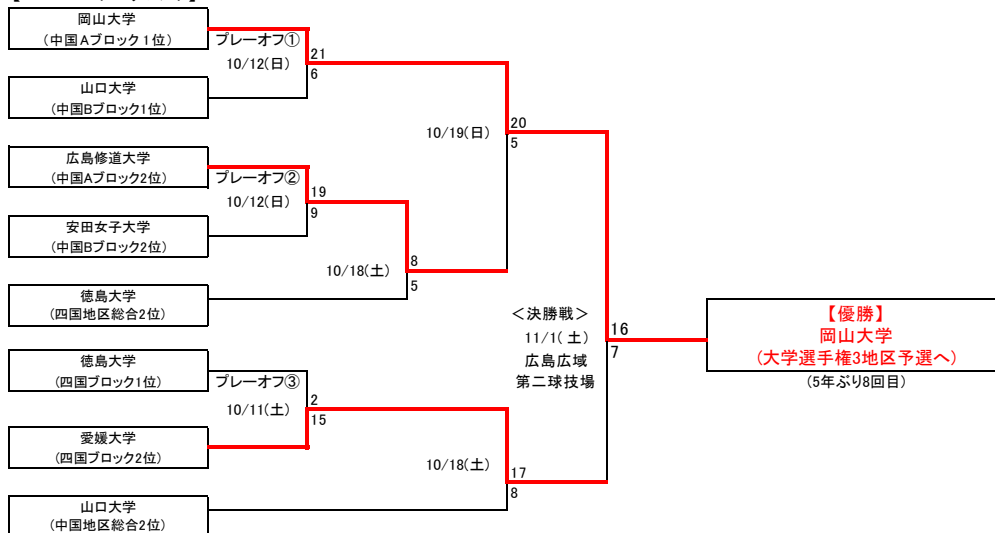 岡山大学
(中国Aブロック1位)
プレーオフ①
10/12(日)
21
6
山口大学
(中国Bブロック1位)
10/19(日)
20
5
広島修道大学
(中国Aブロック2位)
プレーオフ②
10/12(日)
19
9
安田女子大学
(中国Bブロック2位)
10/18(土)
8
5
徳島大学
(四国地区総合2位)
<決勝戦>
11/1(土)
広島広域
第二球技場
16
7
【優勝】
岡山大学
(大学選手権3地区予選へ)
(5年ぶり8回目)
徳島大学
(四国ブロック1位)
プレーオフ③
10/11(土)
2
15
愛媛大学
(四国ブロック2位)
10/18(土)
17
8
山口大学
(中国地区総合2位)